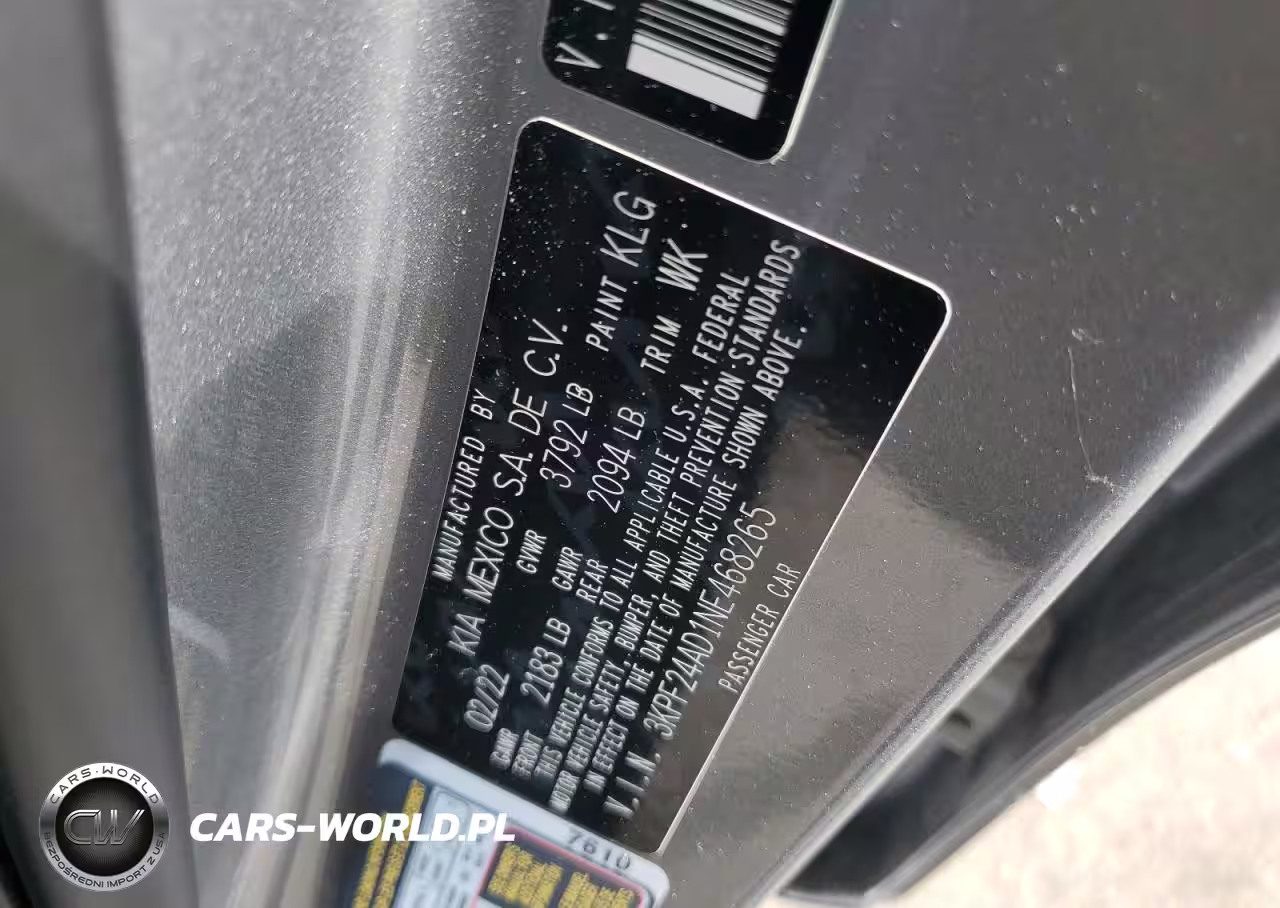 V.
MANUFACTURED BY
02/22 KIA MEXICO S.A. DE C.V.
GVWR 3792 LB
GAWR FRONT 2183 LB GAWR REAR 2094 LB PAINT KLG
TRIM WK
THIS VEHICLE CONFORMS TO ALL APPLICABLE U.S.A. FEDERAL
MOTOR VEHICLE SAFETY, BUMPER, AND THEFT PREVENTION STANDARDS
IN EFFECT ON THE DATE OF MANUFACTURE SHOWN ABOVE.
V.I.N. 3KPF24AD1NE468265
PASSENGER CAR
7610
CARS-WORLD
CW
BEZPOŚREDNI IMPORT Z USA
CARS-WORLD.PL